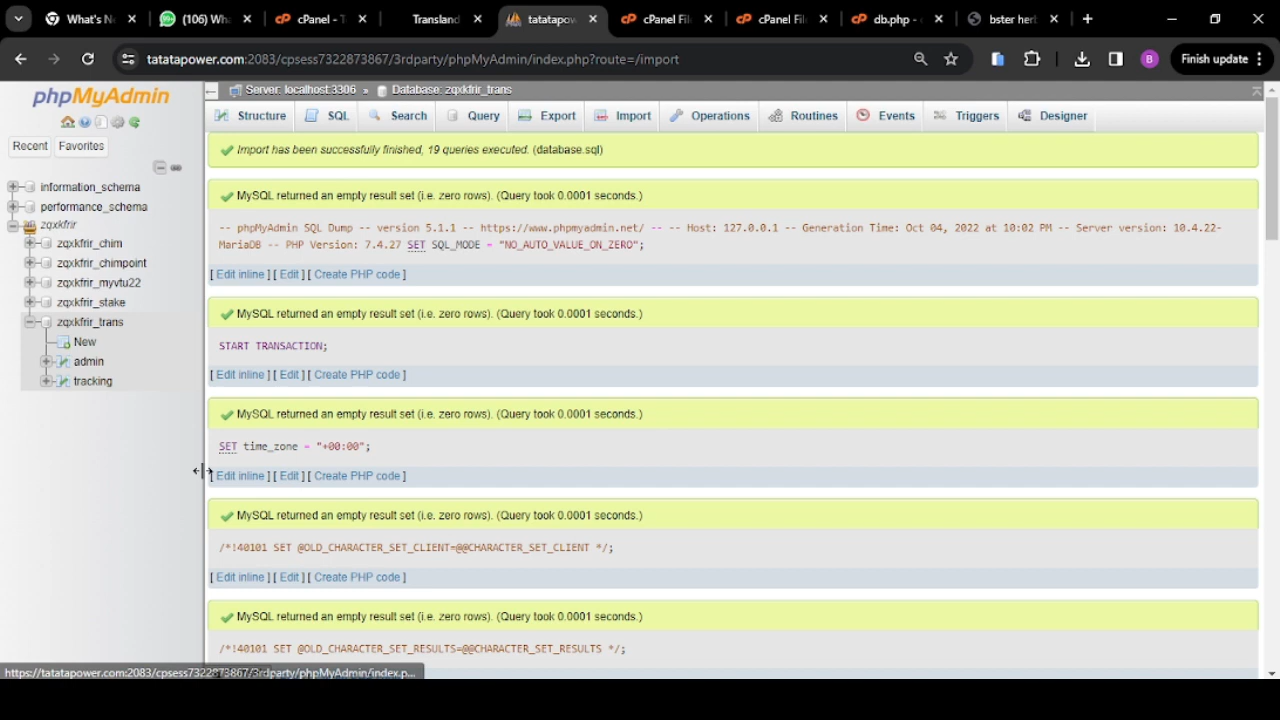 What's N
(106) Wh
cPanel - T
Transland
tatatapow
cPanel Fil
cPanel Fil
db.php -
bster her
tatatapower.com:2083/cpsess7322873867/3rdparty/phpMyAdmin/index.php?route=/import
B
Finish update
phpMyAdmin
Recent
Favorites
information_schema
performance_schema
zqxkfrir
zqxkfrir_chim
zqxkfrir_chimpoint
zqxkfrir_myvtu22
zqxkfrir_stake
zqxkfrir_trans
New
admin
tracking
Server: localhost:3306 » Database: zqxkfrir_trans
Structure SQL Search Query Export Import Operations Routines Events Triggers Designer
Import has been successfully finished, 19 queries executed. (database.sql)
MySQL returned an empty result set (i.e. zero rows). (Query took 0.0001 seconds.)
-- phpMyAdmin SQL Dump -- version 5.1.1 -- https://www.phpmyadmin.net/ -- -- Host: 127.0.0.1 -- Generation Time: Oct 04, 2022 at 10:02 PM -- Server version: 10.4.22-
MariaDB -- PHP Version: 7.4.27 SET SQL_MODE = "NO_AUTO_VALUE_ON_ZERO";
[ Edit inline ] [ Edit ] [ Create PHP code ]
MySQL returned an empty result set (i.e. zero rows). (Query took 0.0001 seconds.)
START TRANSACTION;
[ Edit inline ] [ Edit ] [ Create PHP code ]
MySQL returned an empty result set (i.e. zero rows). (Query took 0.0001 seconds.)
SET time_zone = "+00:00";
[ Edit inline ] [ Edit ] [ Create PHP code ]
MySQL returned an empty result set (i.e. zero rows). (Query took 0.0001 seconds.)
/*!40101 SET @OLD_CHARACTER_SET_CLIENT=@@CHARACTER_SET_CLIENT */;
[ Edit inline ] [ Edit ] [ Create PHP code ]
MySQL returned an empty result set (i.e. zero rows). (Query took 0.0001 seconds.)
/*!40101 SET @OLD_CHARACTER_SET_RESULTS=@@CHARACTER_SET_RESULTS */;
https://tatatapower.com:2083/cpsess7322873867/3rdparty/phpMyAdmin/index.p...